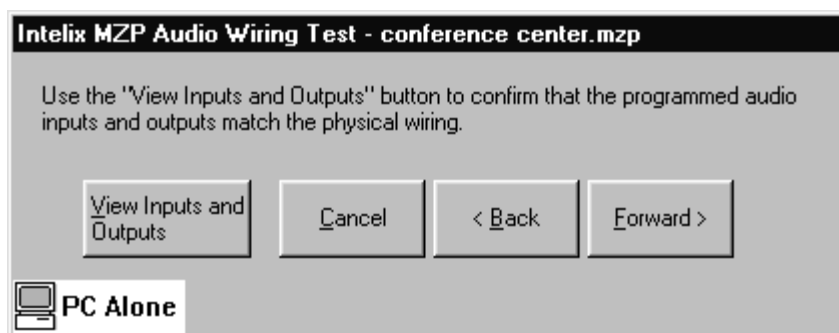 Intelix MZP Audio Wiring Test - conference center.mzp
Use the "View Inputs and Outputs" button to confirm that the programmed audio
inputs and outputs match the physical wiring.
View Inputs and
Outputs
Cancel
< Back
Forward >
PC Alone